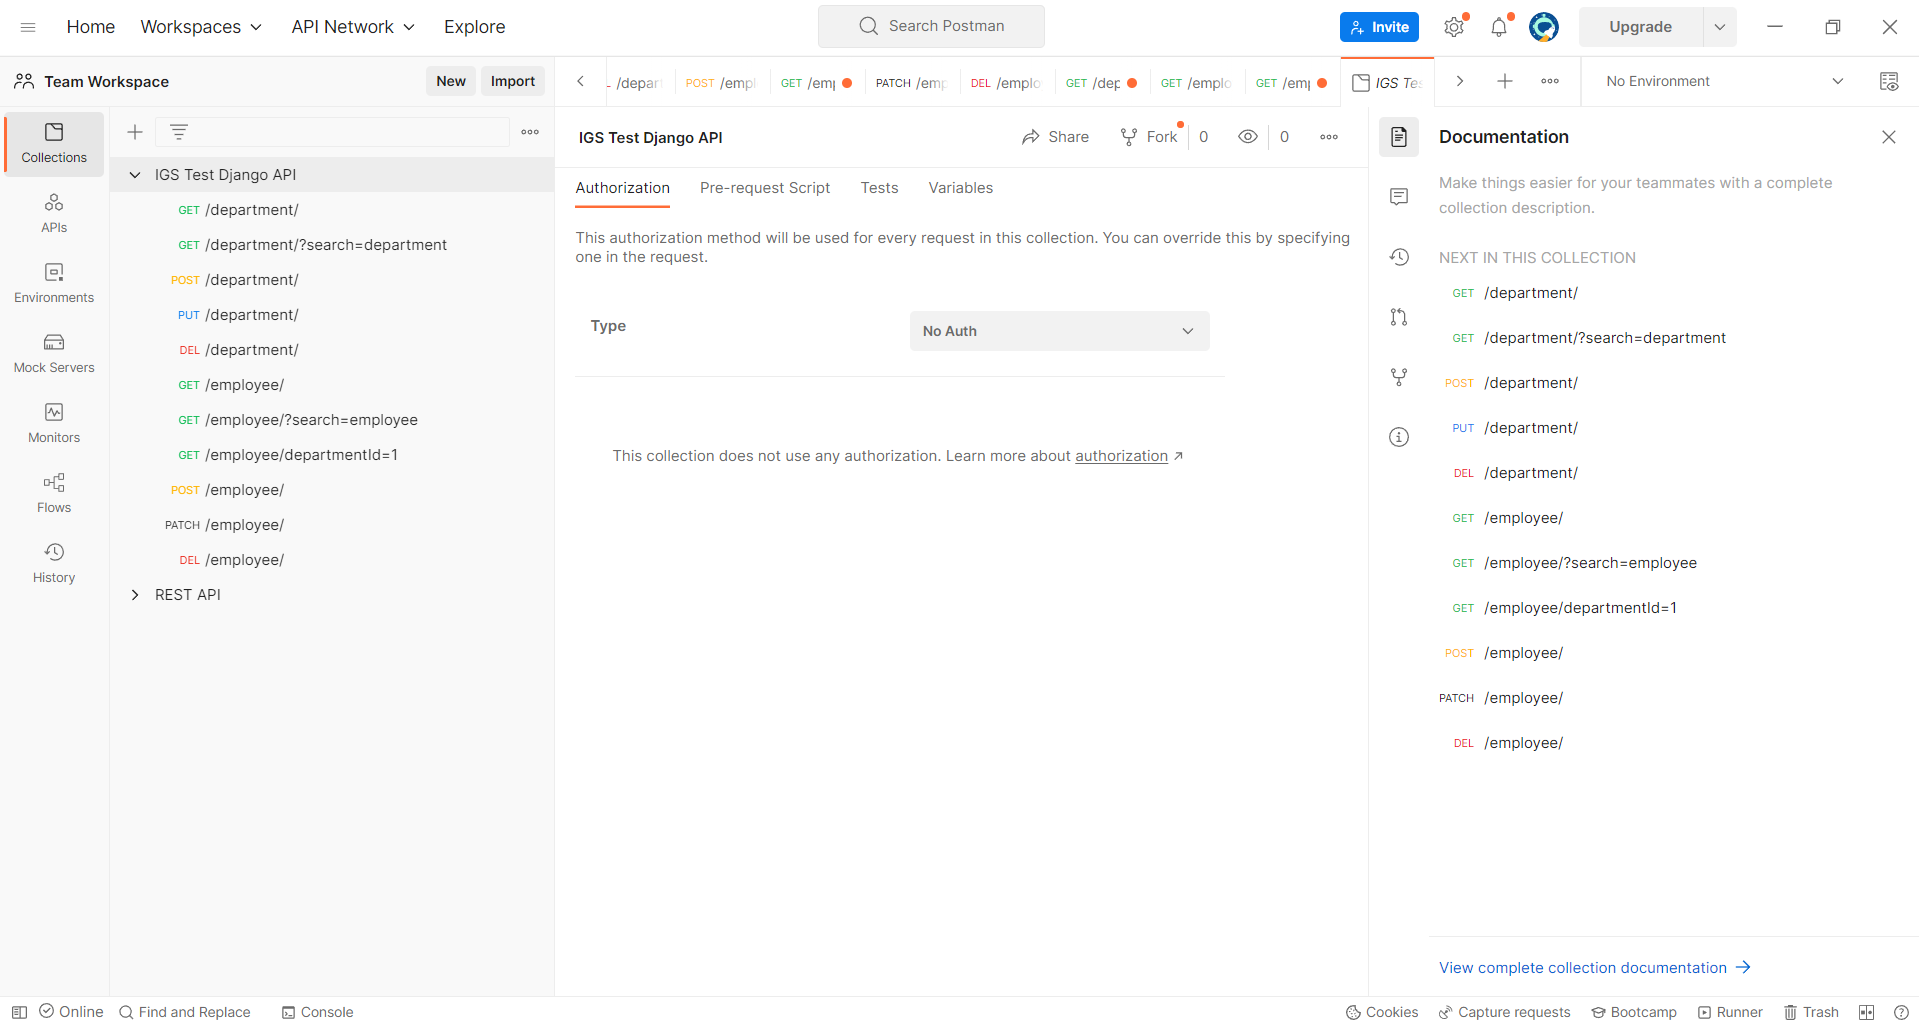 Home Workspaces API Network Explore Search Postman Invite Upgrade
Team Workspace New Import
/depart POST /empl GET /emp PATCH /emp DEL /emplo GET /dep GET /emplo GET /emp IGS Tes No Environment
Collections
APIs
Environments
Mock Servers
Monitors
Flows
History
IGS Test Django API
GET /department/
GET /department/?search=department
POST /department/
PUT /department/
DEL /department/
GET /employee/
GET /employee/?search=employee
GET /employee/departmentId=1
POST /employee/
PATCH /employee/
DEL /employee/
REST API
IGS Test Django API Share Fork 0 0
Authorization Pre-request Script Tests Variables
This authorization method will be used for every request in this collection. You can override this by specifying
one in the request.
Type No Auth
This collection does not use any authorization. Learn more about authorization ↗
Documentation
Make things easier for your teammates with a complete
collection description.
NEXT IN THIS COLLECTION
GET /department/
GET /department/?search=department
POST /department/
PUT /department/
DEL /department/
GET /employee/
GET /employee/?search=employee
GET /employee/departmentId=1
POST /employee/
PATCH /employee/
DEL /employee/
View complete collection documentation →
Online Find and Replace Console Cookies Capture requests Bootcamp Runner Trash